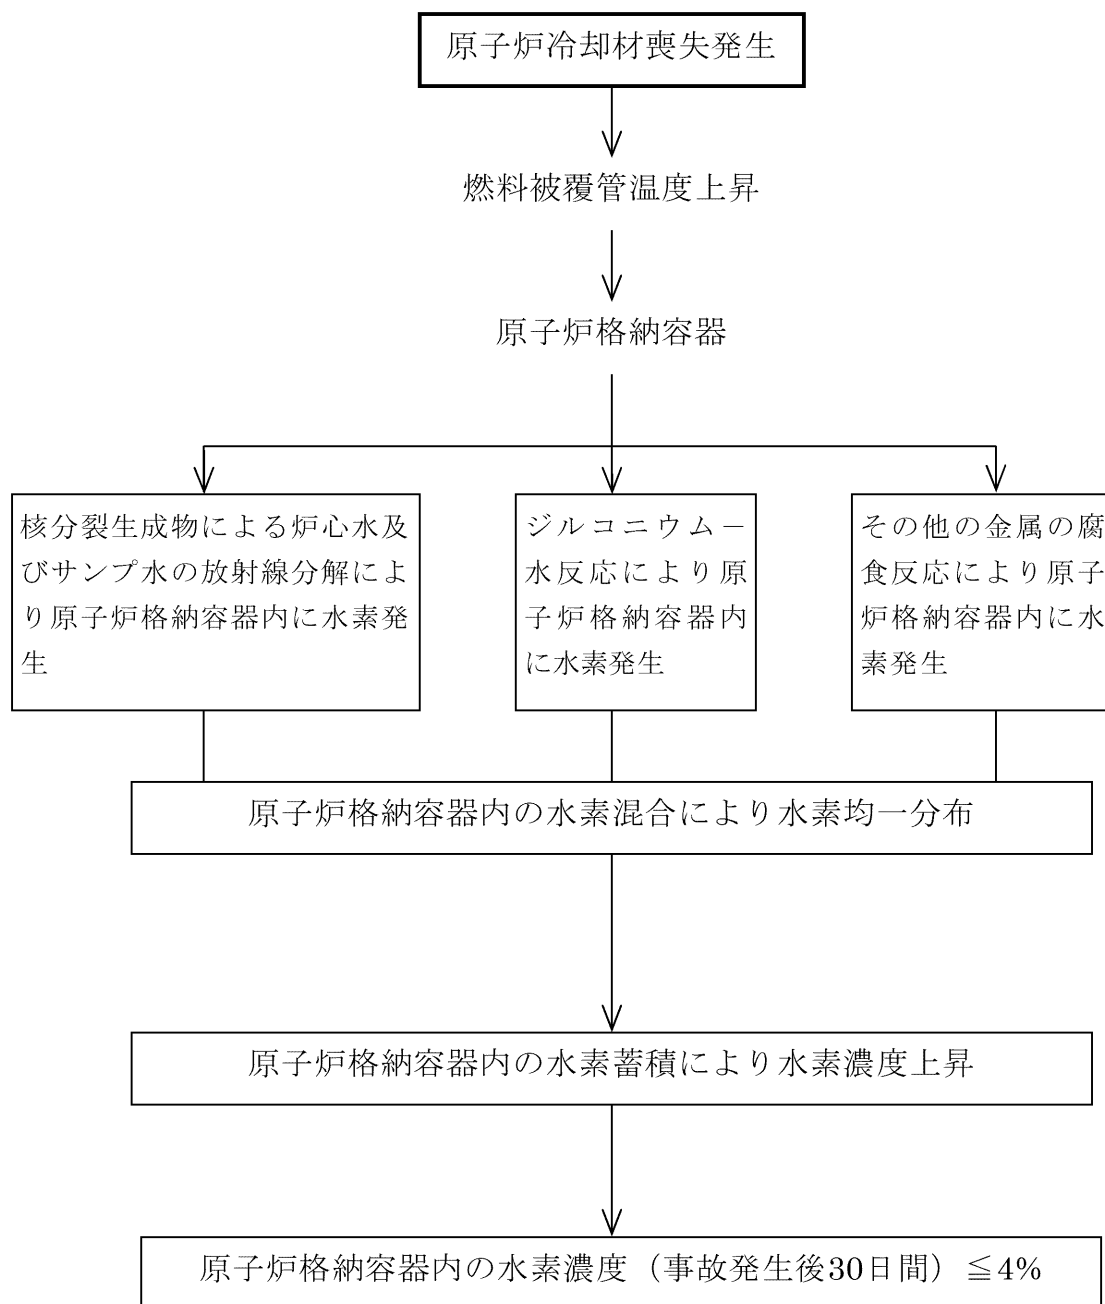 原子炉冷却材喪失発生
燃料被覆管温度上昇
原子炉格納容器
核分裂生成物による炉心水及
びサンプ水の放射線分解によ
り原子炉格納容器内に水素発
生
ジルコニウム－
水反応により原
子炉格納容器内
に水素発生
その他の金属の腐
食反応により原子
炉格納容器内に水
素発生
原子炉格納容器内の水素混合により水素均一分布
原子炉格納容器内の水素蓄積により水素濃度上昇
原子炉格納容器内の水素濃度（事故発生後30日間）≦4%